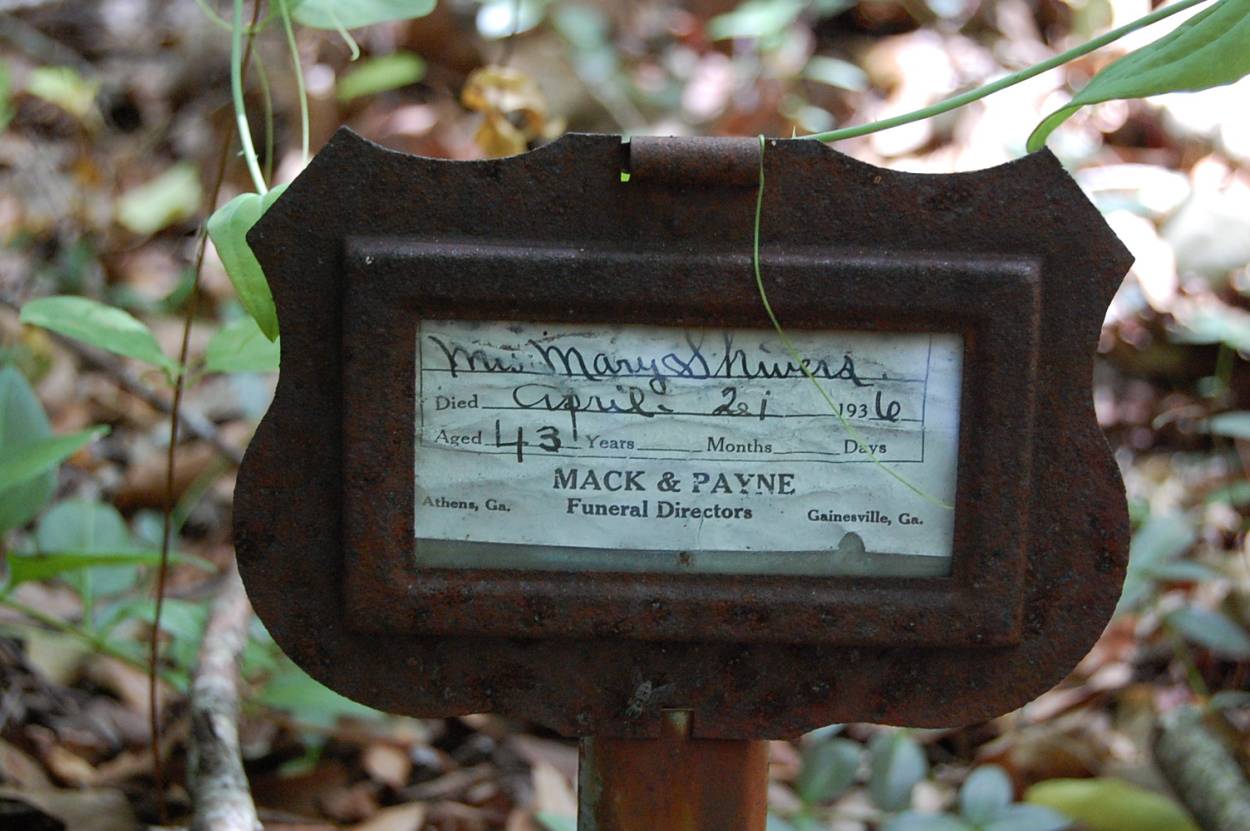 Mrs. Mary Shivers.
Died April 21 1936
Aged 43 Years Months Days
MACK & PAYNE
Athens, Ga. Funeral Directors Gainesville, Ga.